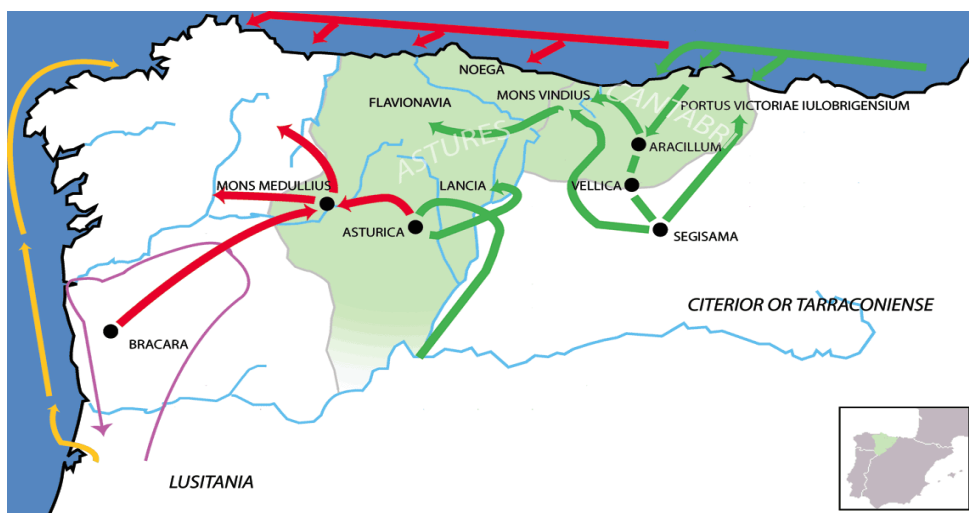 NOEGA
FLAVIONAVIA
MONS VINDIUS
CANTABRI
PORTUS VICTORIAE IULOBRIGENSIUM
ASTURES
ARACILLUM
MONS MEDULLIUS
LANCIA
VELLICA
ASTURICA
SEGISAMA
CITERIOR OR TARRACONIENSE
BRACARA
LUSITANIA